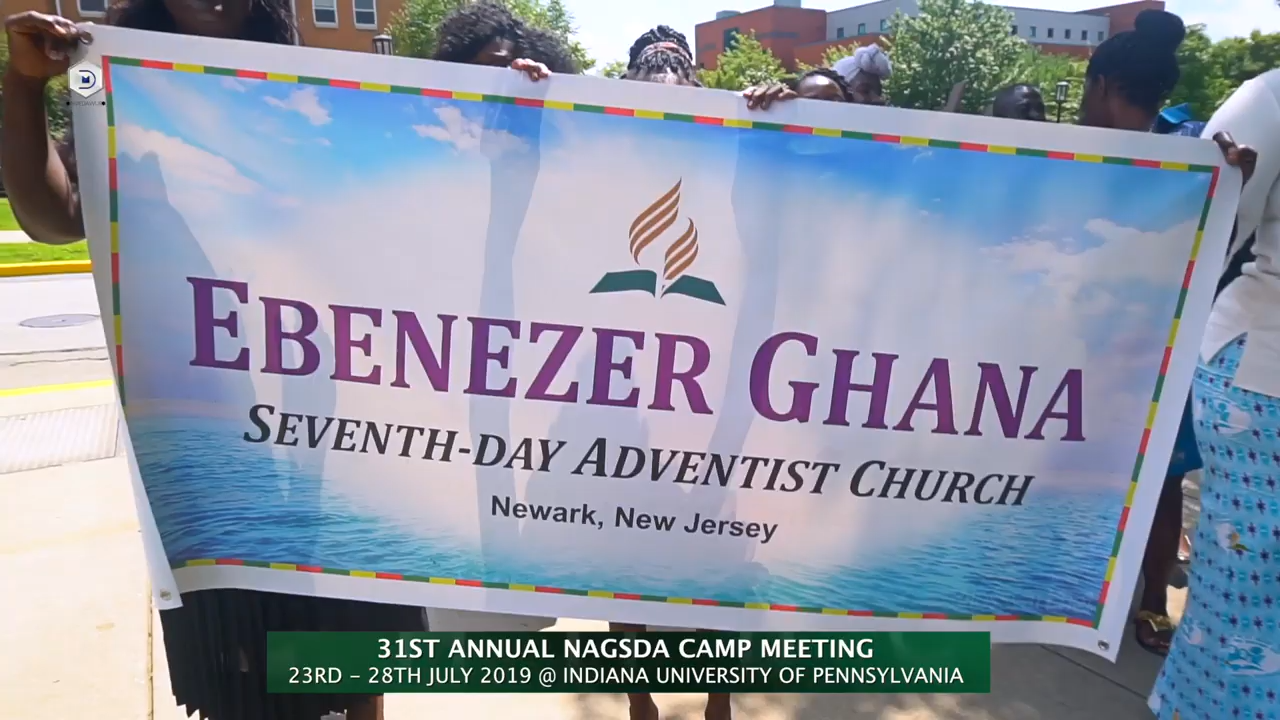 EBENEZER GHANA
SEVENTH-DAY ADVENTIST CHURCH
Newark, New Jersey
31ST ANNUAL NAGSDA CAMP MEETING
23RD – 28TH JULY 2019 @ INDIANA UNIVERSITY OF PENNSYLVANIA